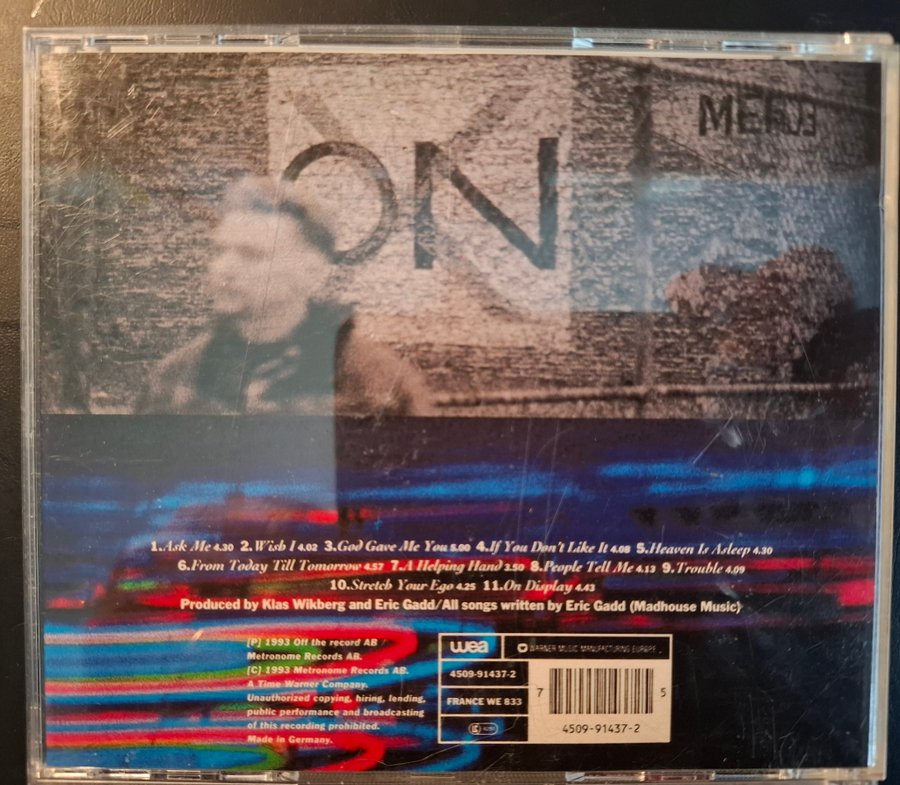 ON
1.Ask Me 4.30 2.Wish I 4.02 3.God Gave Me You 5.00 4.If You Don't Like It 4.08 5.Heaven Is Asleep 4.30
6.From Today Till Tomorrow 4.57 7.A Helping Hand 3.50 8.People Tell Me 4.13 9.Trouble 4.09
10.Stretch Your Ego 4.25 11.On Display 4.43
Produced by Klas Wikberg and Eric Gadd/All songs written by Eric Gadd (Madhouse Music)
[P] 1993 Off the record AB
Metronome Records AB.
[C] 1993 Metronome Records AB.
A Time Warner Company.
Unauthorized copying, hiring, lending,
public performance and broadcasting
of this recording prohibited.
Made in Germany.
wea
WARNER MUSIC MANUFACTURING EUROPE
4509-91437-2
FRANCE WE 833
7 5
4509-91437-2